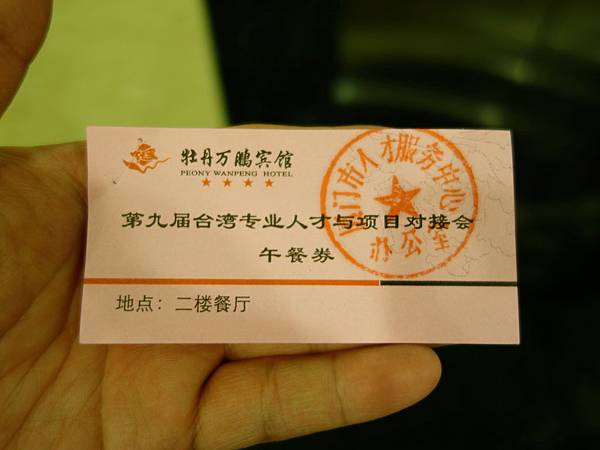 牡丹万鹏宾馆
PEONY WANPENG HOTEL
第九届台湾专业人才与项目对接会
午餐券
地点：二楼餐厅
门市人才服务中心
办公室